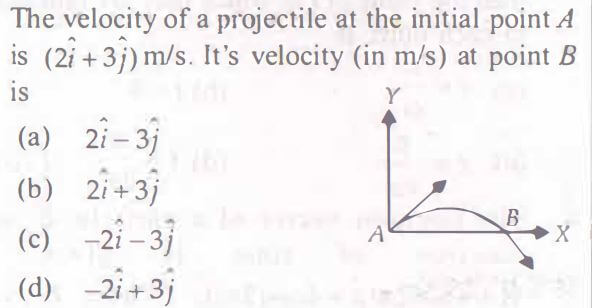 The velocity of a projectile at the initial point A
is (2î + 3ĵ) m/s. It's velocity (in m/s) at point B
is
(a) 2î – 3ĵ
(b) 2î + 3ĵ
(c) –2î – 3ĵ
(d) –2î + 3ĵ
Y
A
B
X